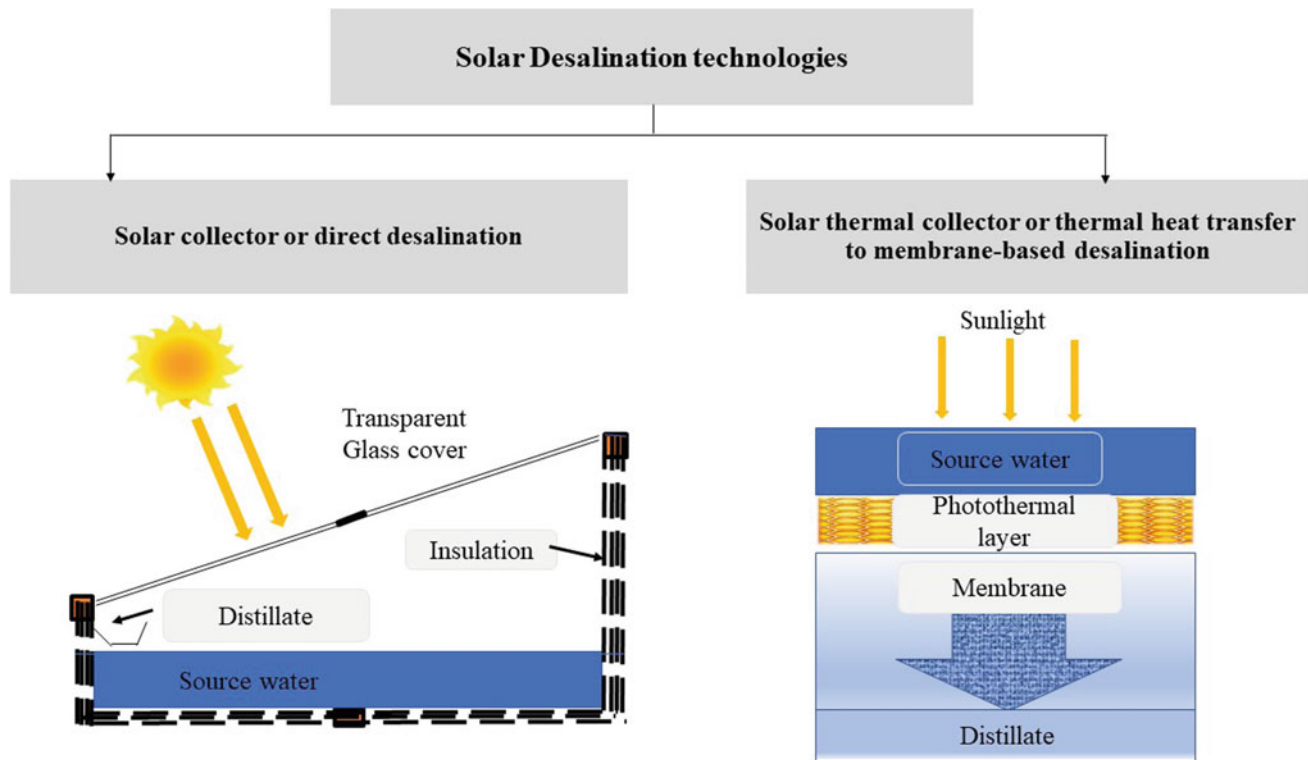 Solar Desalination technologies
Solar collector or direct desalination
Solar thermal collector or thermal heat transfer
to membrane-based desalination
Transparent
Glass cover
Insulation
Distillate
Source water
Sunlight
Source water
Photothermal
layer
Membrane
Distillate